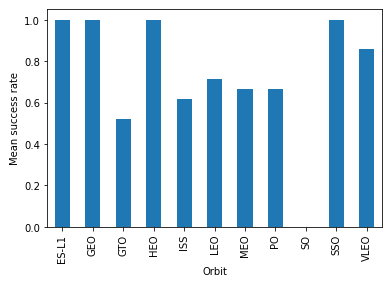 Mean success rate
1.0
0.8
0.6
0.4
0.2
0.0
ES-L1
GEO
GTO
HEO
ISS
LEO
MEO
PO
SO
SSO
VLEO
Orbit